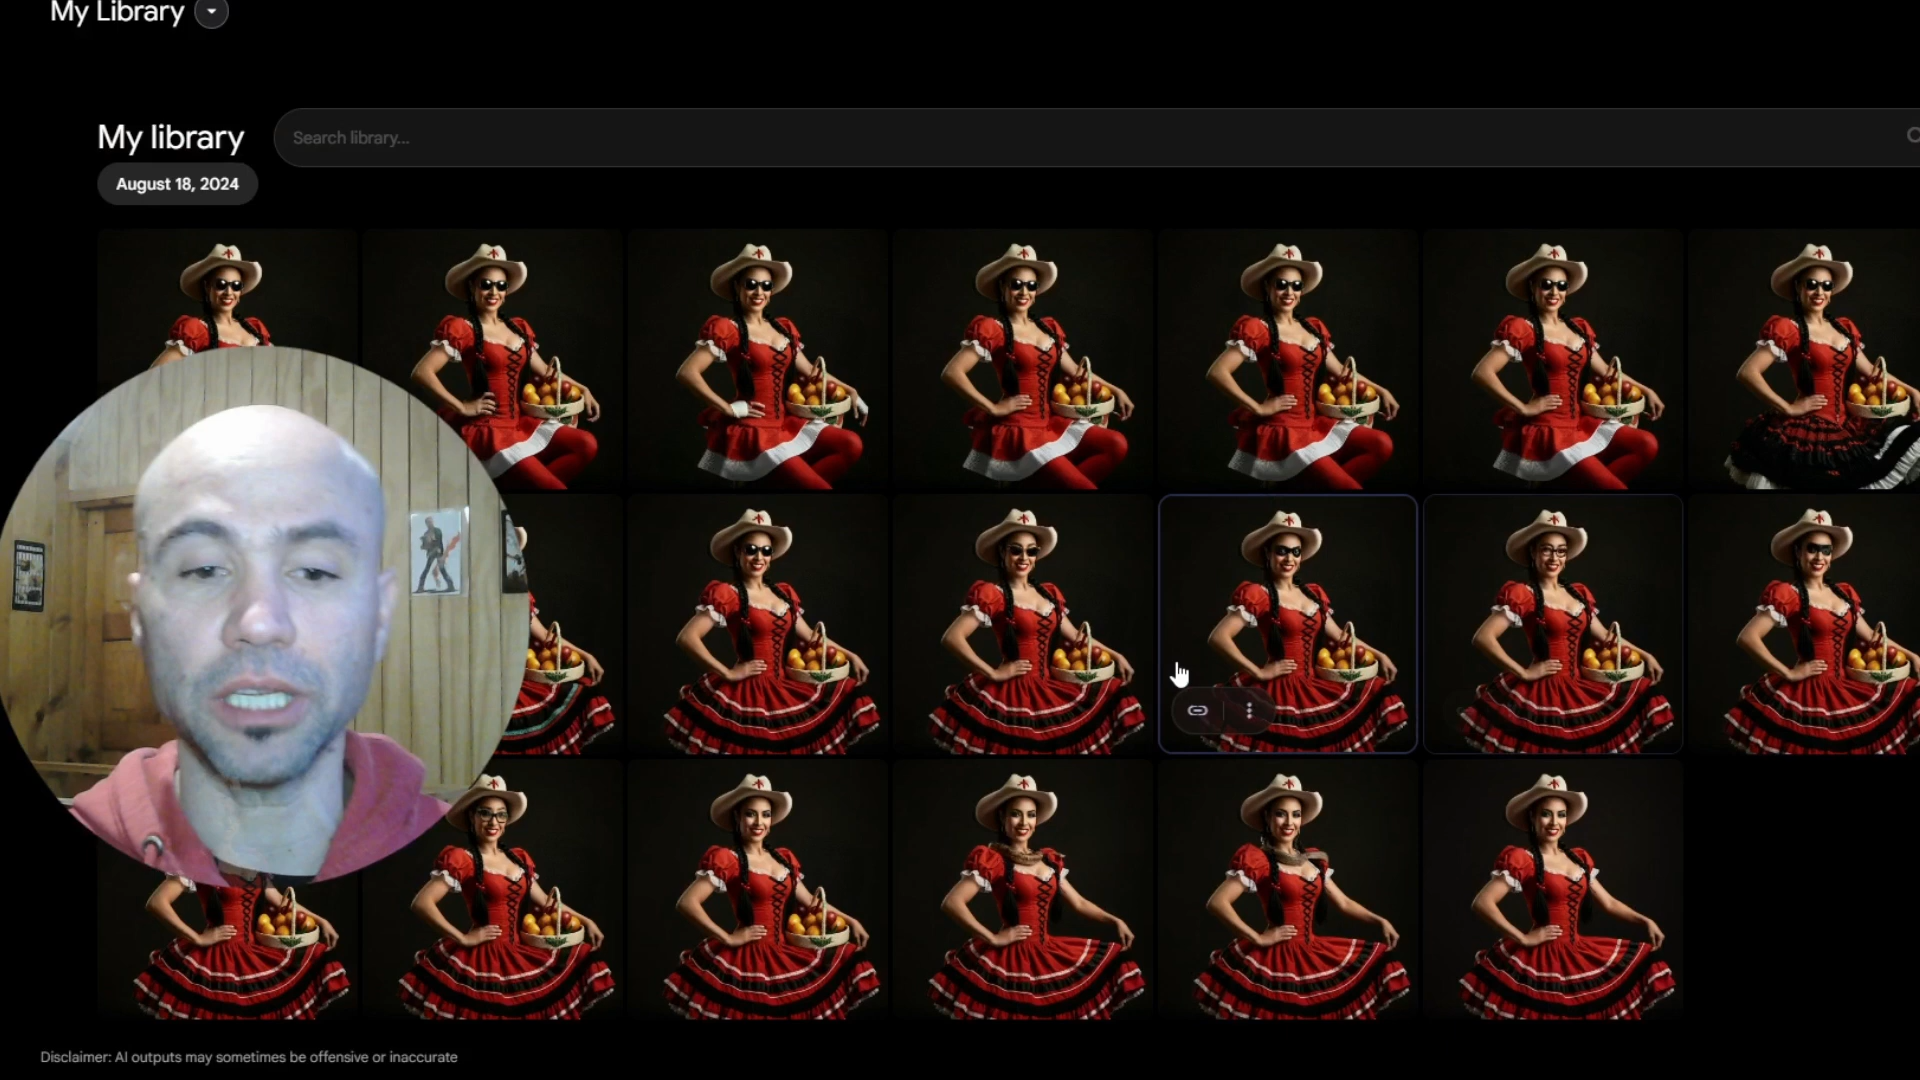 My Library
My library
Search library...
August 18, 2024
Disclaimer: AI outputs may sometimes be offensive or inaccurate